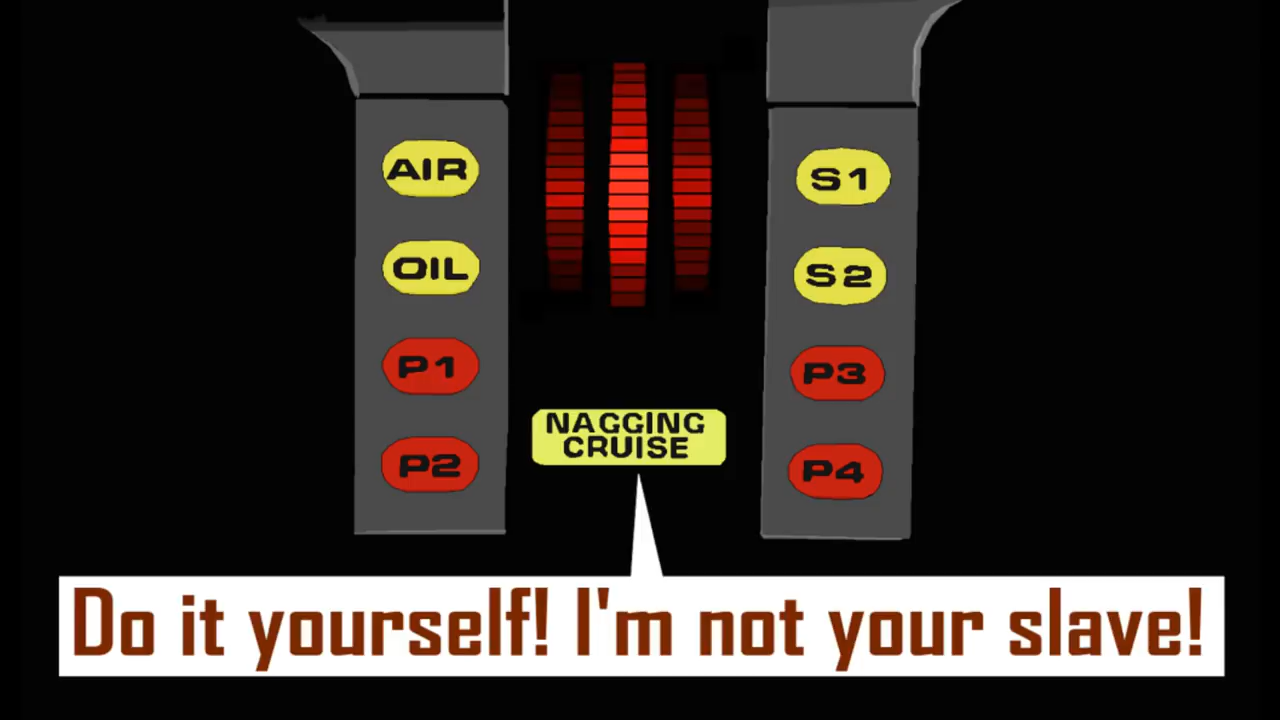 AIR
OIL
P1
P2
NAGGING
CRUISE
S1
S2
P3
P4
Do it yourself! I'm not your slave!